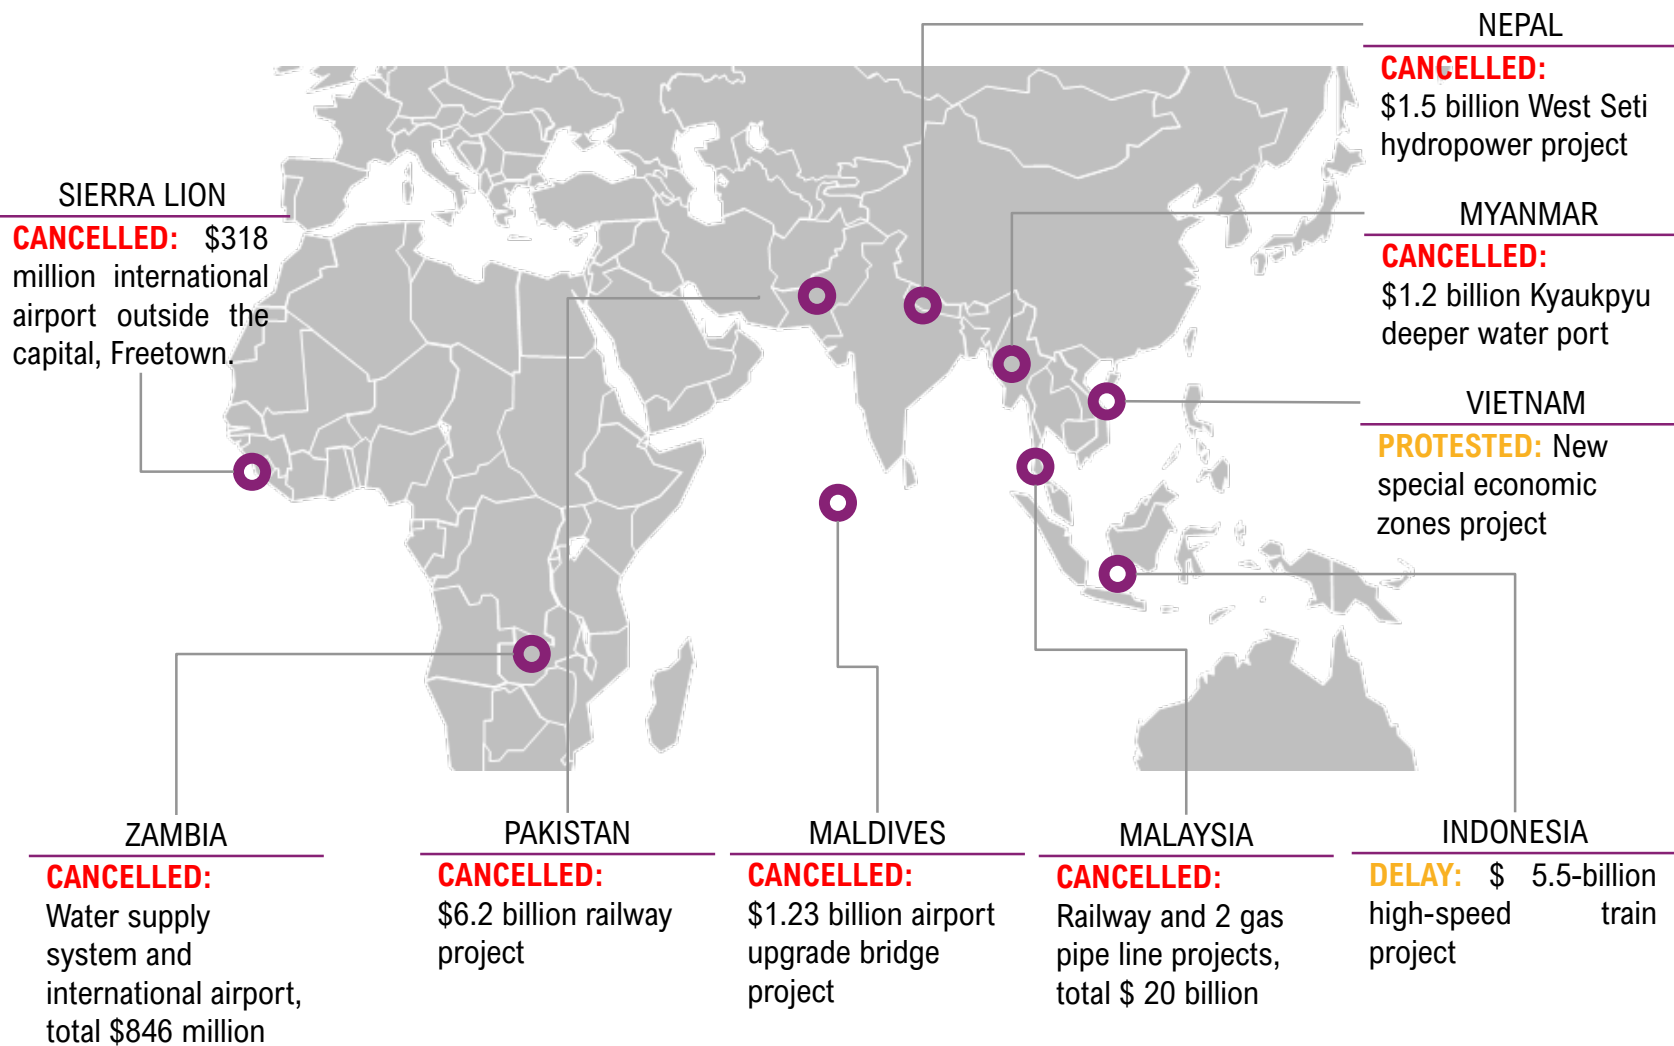 NEPAL
CANCELLED:
$1.5 billion West Seti
hydropower project
SIERRA LION
CANCELLED: $318
million international
airport outside the
capital, Freetown.
MYANMAR
CANCELLED:
$1.2 billion Kyaukpyu
deeper water port
VIETNAM
PROTESTED: New
special economic
zones project
ZAMBIA
CANCELLED:
Water supply
system and
international airport,
total $846 million
PAKISTAN
CANCELLED:
$6.2 billion railway
project
MALDIVES
CANCELLED:
$1.23 billion airport
upgrade bridge
project
MALAYSIA
CANCELLED:
Railway and 2 gas
pipe line projects,
total $ 20 billion
INDONESIA
DELAY: $ 5.5-billion
high-speed train
project